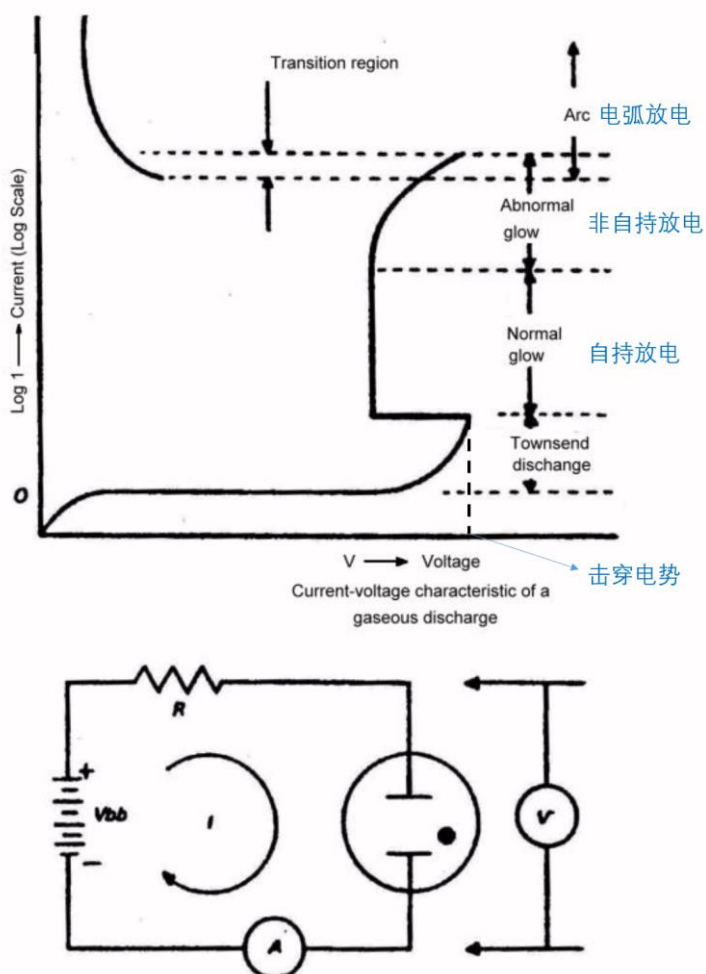 Transition region
Arc 电弧放电
Abnormal
glow
非自持放电
Normal
glow
自持放电
Townsend
dischange
Log 1 Current (Log Scale)
O
V Voltage
击穿电势
Current-voltage characteristic of a
gaseous discharge
R
+
Vbb
-
I
V
A